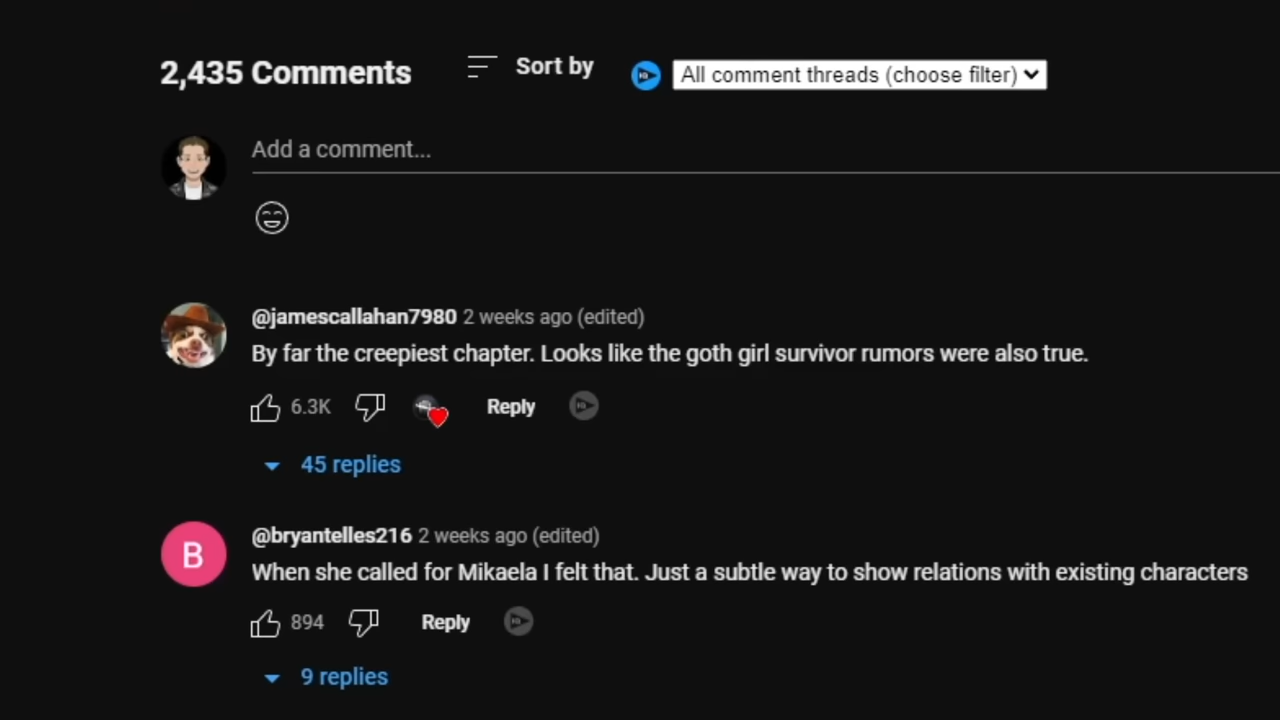 2,435 Comments
Sort by
All comment threads (choose filter)
Add a comment...
@jamescallahan7980 2 weeks ago (edited)
By far the creepiest chapter. Looks like the goth girl survivor rumors were also true.
6.3K
Reply
45 replies
B
@bryantelles216 2 weeks ago (edited)
When she called for Mikaela I felt that. Just a subtle way to show relations with existing characters
894
Reply
9 replies